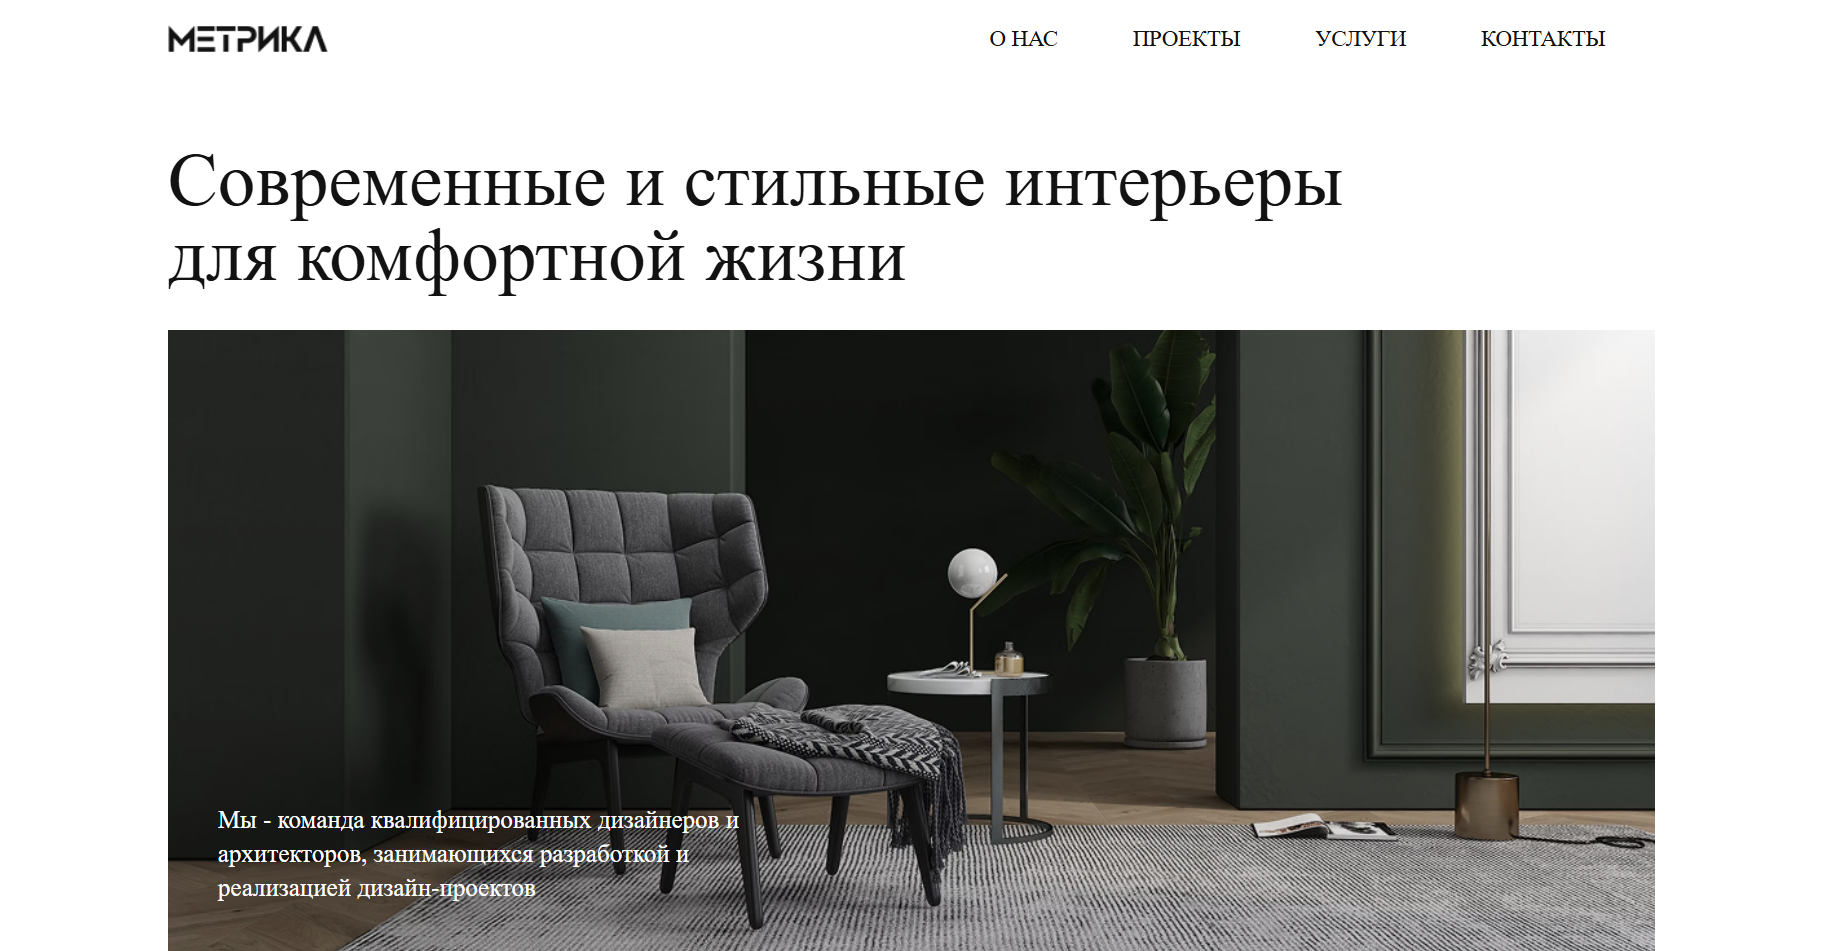 МЕТРИКА
О НАС ПРОЕКТЫ УСЛУГИ КОНТАКТЫ
Современные и стильные интерьеры
для комфортной жизни
Мы - команда квалифицированных дизайнеров и
архитекторов, занимающихся разработкой и
реализацией дизайн-проектов